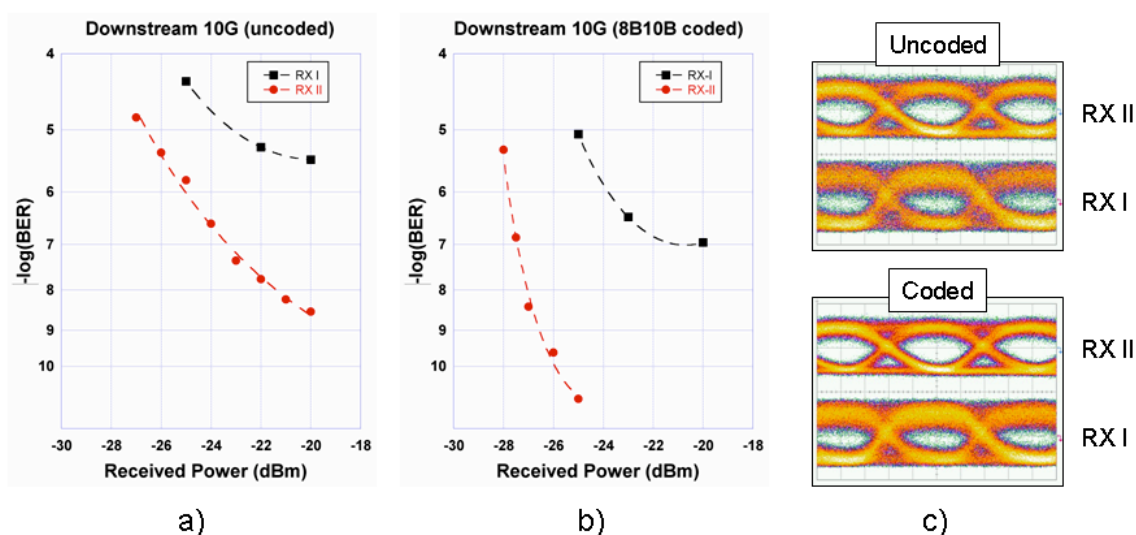 Downstream 10G (uncoded)
4
5
6
7
8
9
10
-log(BER)
RX I
RX II
-30 -28 -26 -24 -22 -20 -18
Received Power (dBm)
a)
Downstream 10G (8B10B coded)
4
5
6
7
8
9
10
-log(BER)
RX-I
RX-II
-30 -28 -26 -24 -22 -20 -18
Received Power (dBm)
b)
Uncoded
RX II
RX I
Coded
RX II
RX I
c)